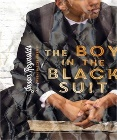 Jason Reynolds
THE BOY
IN THE
BLACK
SUIT